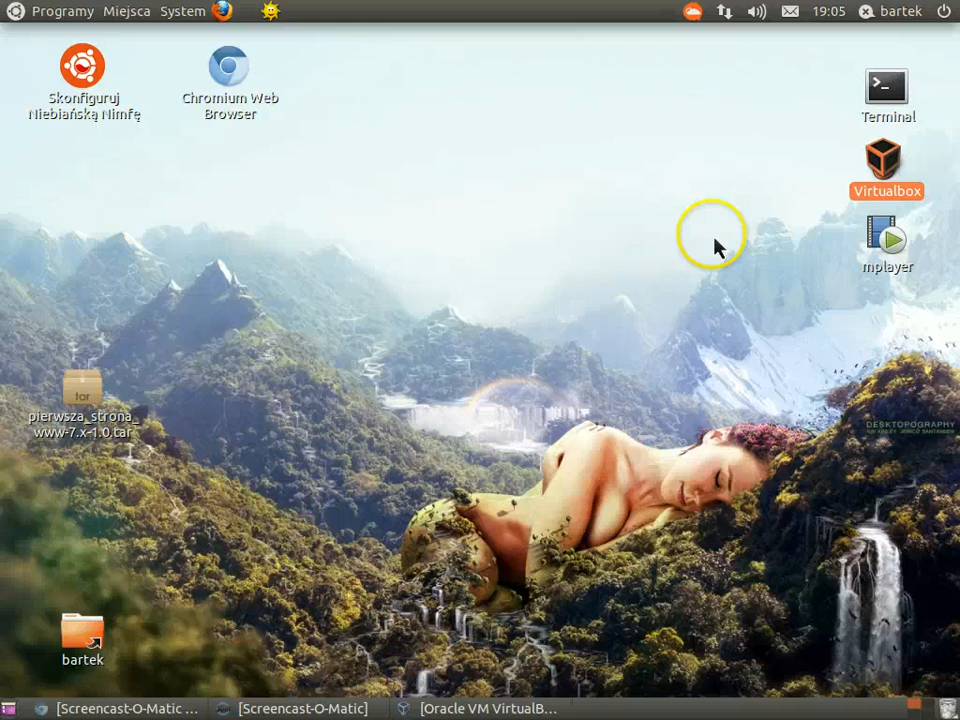 Programy Miejsca System
19:05 bartek
Skonfiguruj
Niebiańską Nimfę
Chromium Web
Browser
>_
Terminal
Virtualbox
mplayer
tar
pierwsza_strona_
www-7.x-1.0.tar
DESKTOPOGRAPHY
bartek
[Screencast-O-Matic ...
[Screencast-O-Matic]
[Oracle VM VirtualB...